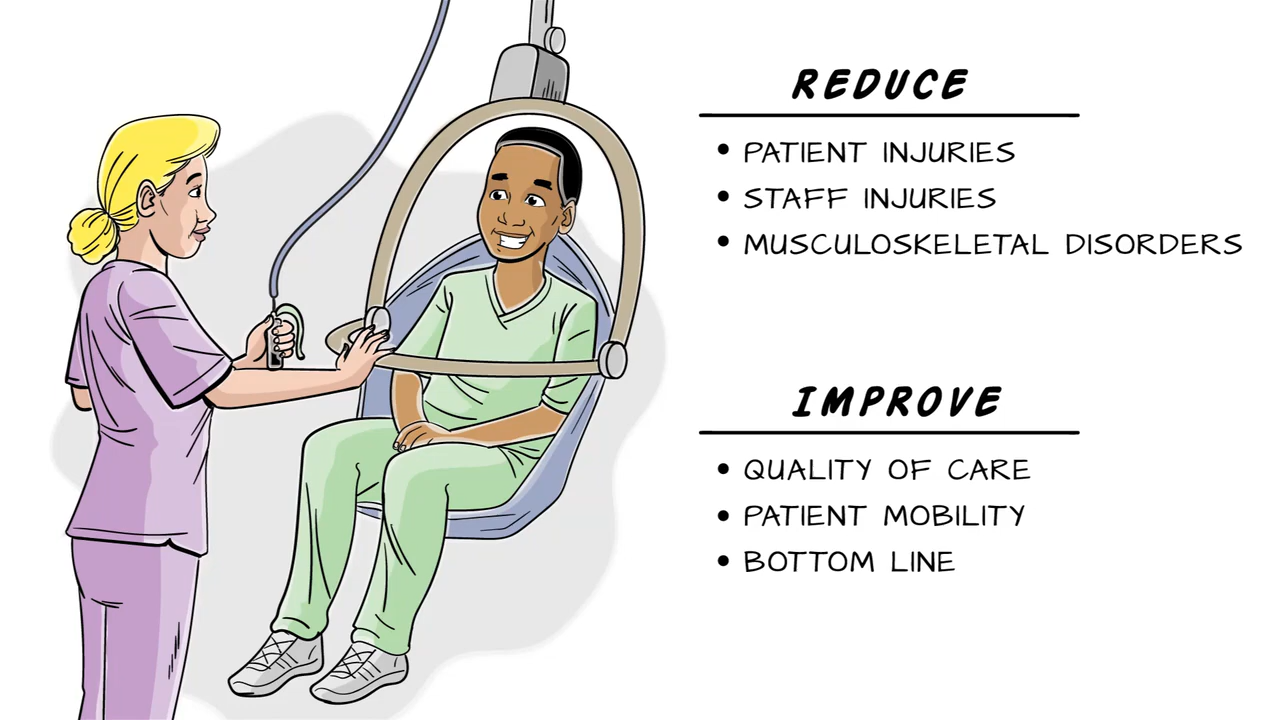 REDUCE
• PATIENT INJURIES
• STAFF INJURIES
• MUSCULOSKELETAL DISORDERS
IMPROVE
• QUALITY OF CARE
• PATIENT MOBILITY
• BOTTOM LINE